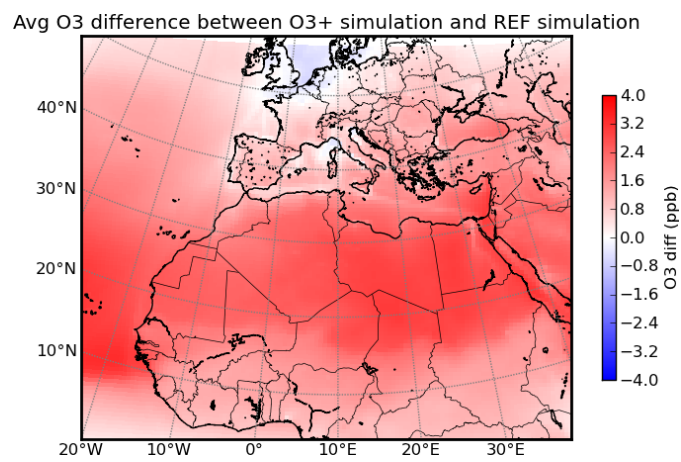 Avg O3 difference between O3+ simulation and REF simulation
40°N
30°N
20°N
10°N
20°W
10°W
0°
10°E
20°E
30°E
4.0
3.2
2.4
1.6
0.8
0.0
−0.8
−1.6
−2.4
−3.2
−4.0
O3 diff (ppb)